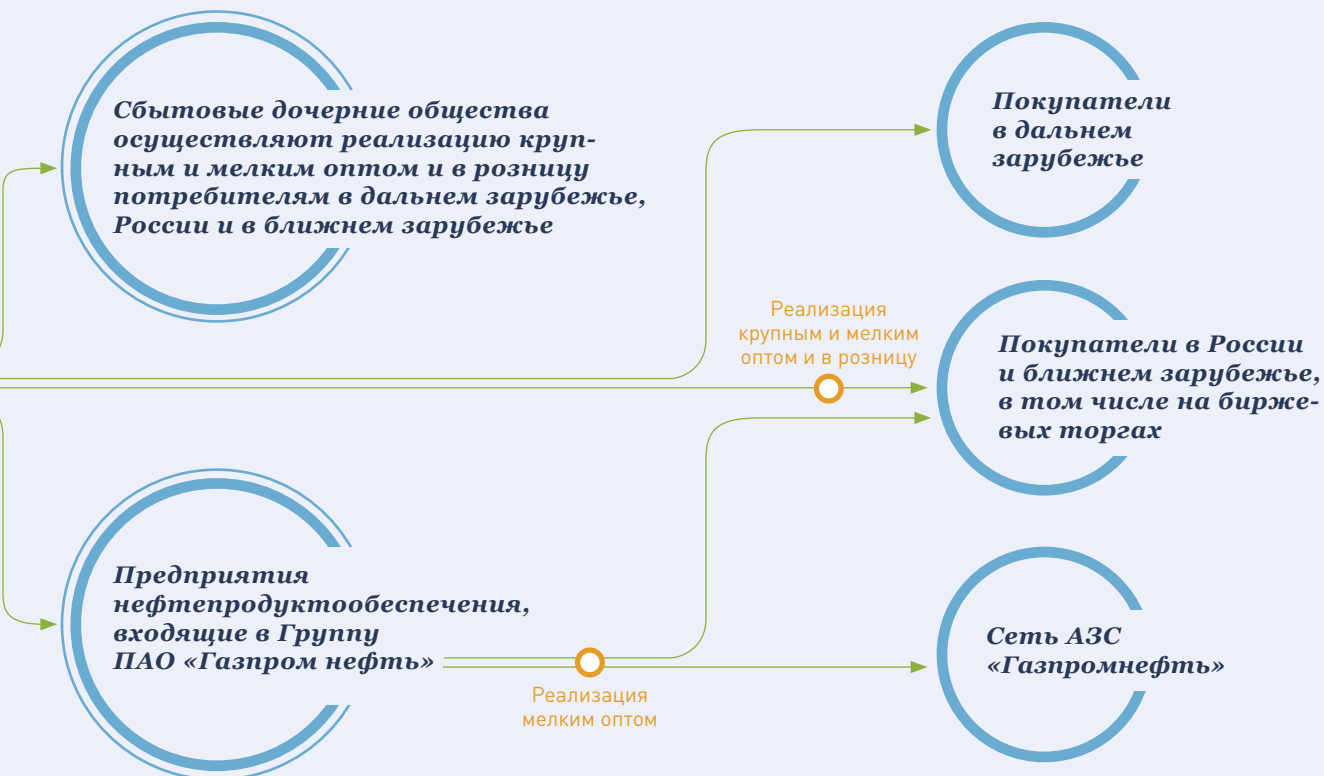 Сбытовые дочерние общества
осуществляют реализацию круп-
ным и мелким оптом и в розницу
потребителям в дальнем зарубежье,
России и в ближнем зарубежье
Покупатели
в дальнем
зарубежье
Реализация
крупным и мелким
оптом и в розницу
Покупатели в России
и ближнем зарубежье,
в том числе на бирже-
вых торгах
Предприятия
нефтепродуктообеспечения,
входящие в Группу
ПАО «Газпром нефть»
Реализация
мелким оптом
Сеть АЗС
«Газпромнефть»